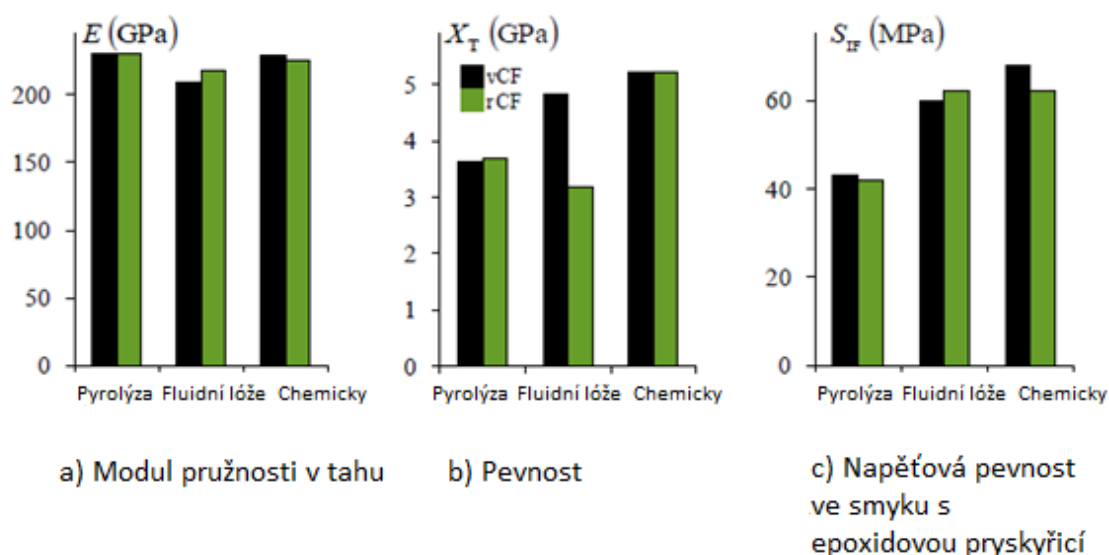 E (GPa)
200
150
100
50
0
Pyrolýza Fluidní lóže Chemicky
a) Modul pružnosti v tahu
X_T (GPa)
vCF
rCF
5
4
3
2
1
0
Pyrolýza Fluidní lóže Chemicky
b) Pevnost
S_IF (MPa)
60
40
20
0
Pyrolýza Fluidní lóže Chemicky
c) Napěťová pevnost
ve smyku s
epoxidovou pryskyřicí